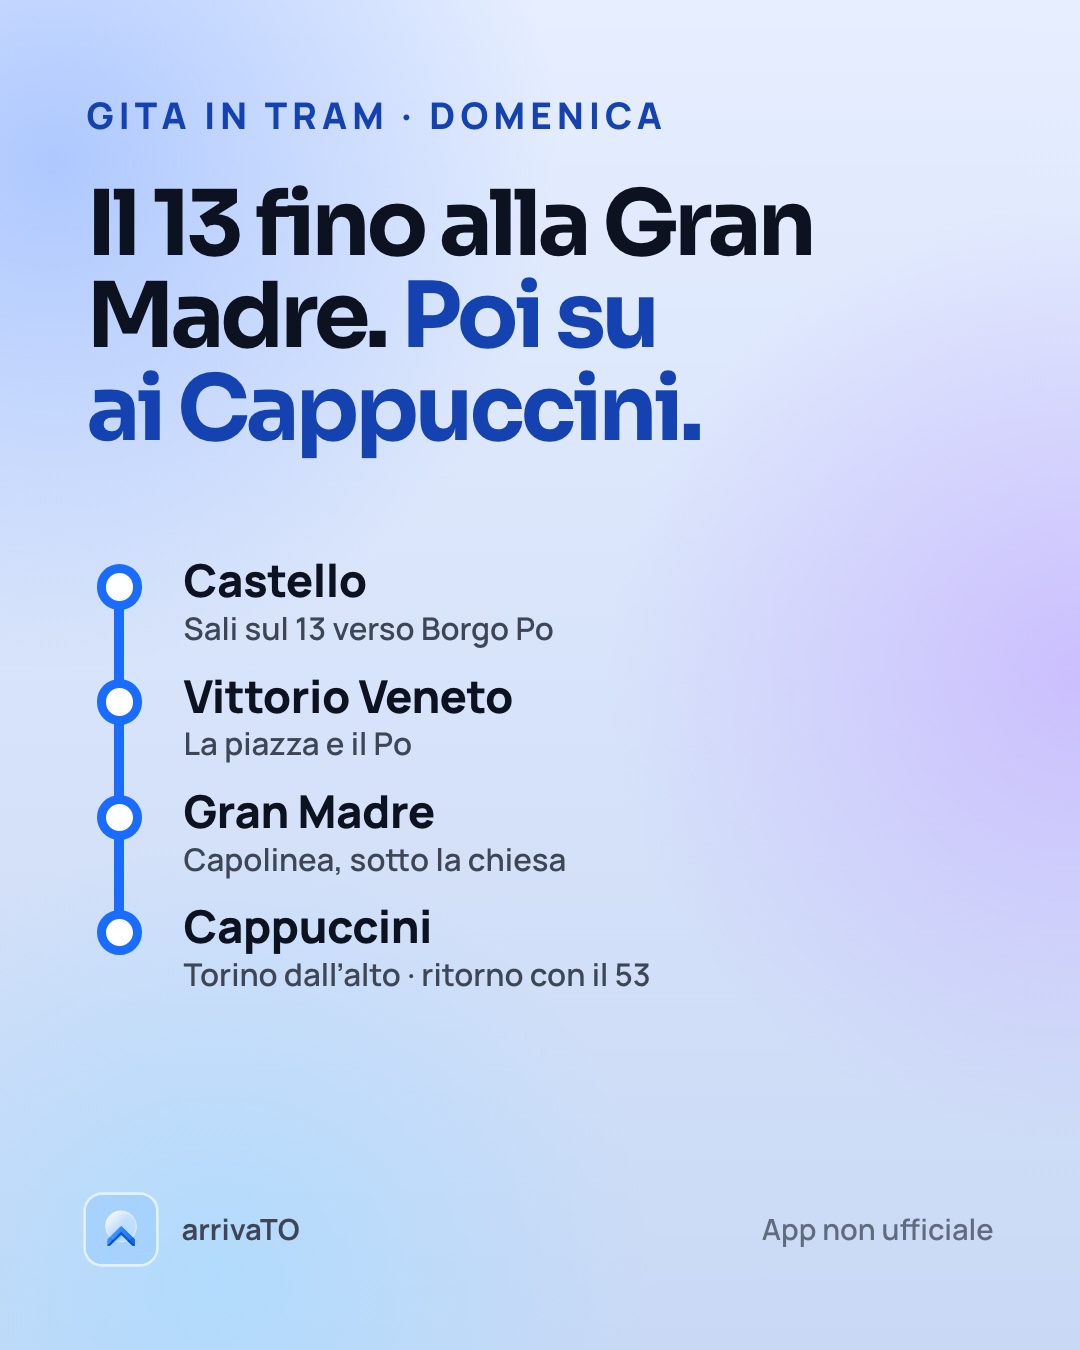 GITA IN TRAM · DOMENICA
Il 13 fino alla Gran
Madre. Poi su
ai Cappuccini.
Castello
Sali sul 13 verso Borgo Po
Vittorio Veneto
La piazza e il Po
Gran Madre
Capolinea, sotto la chiesa
Cappuccini
Torino dall’alto · ritorno con il 53
arrivaTO
App non ufficiale